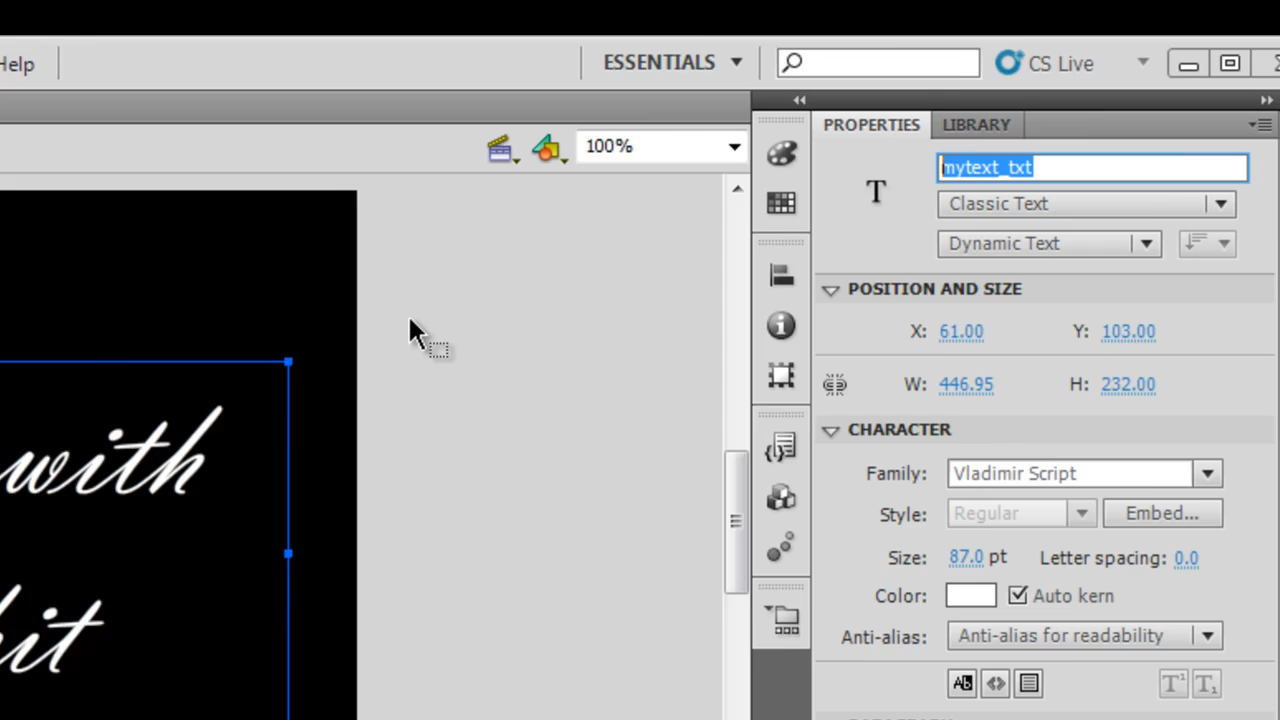 Help
ESSENTIALS
CS Live
PROPERTIES LIBRARY
100%
mytext_txt
T
Classic Text
Dynamic Text
POSITION AND SIZE
X: 61.00 Y: 103.00
W: 446.95 H: 232.00
CHARACTER
Family: Vladimir Script
Style: Regular Embed...
Size: 87.0 pt Letter spacing: 0.0
Color: Auto kern
Anti-alias: Anti-alias for readability
with